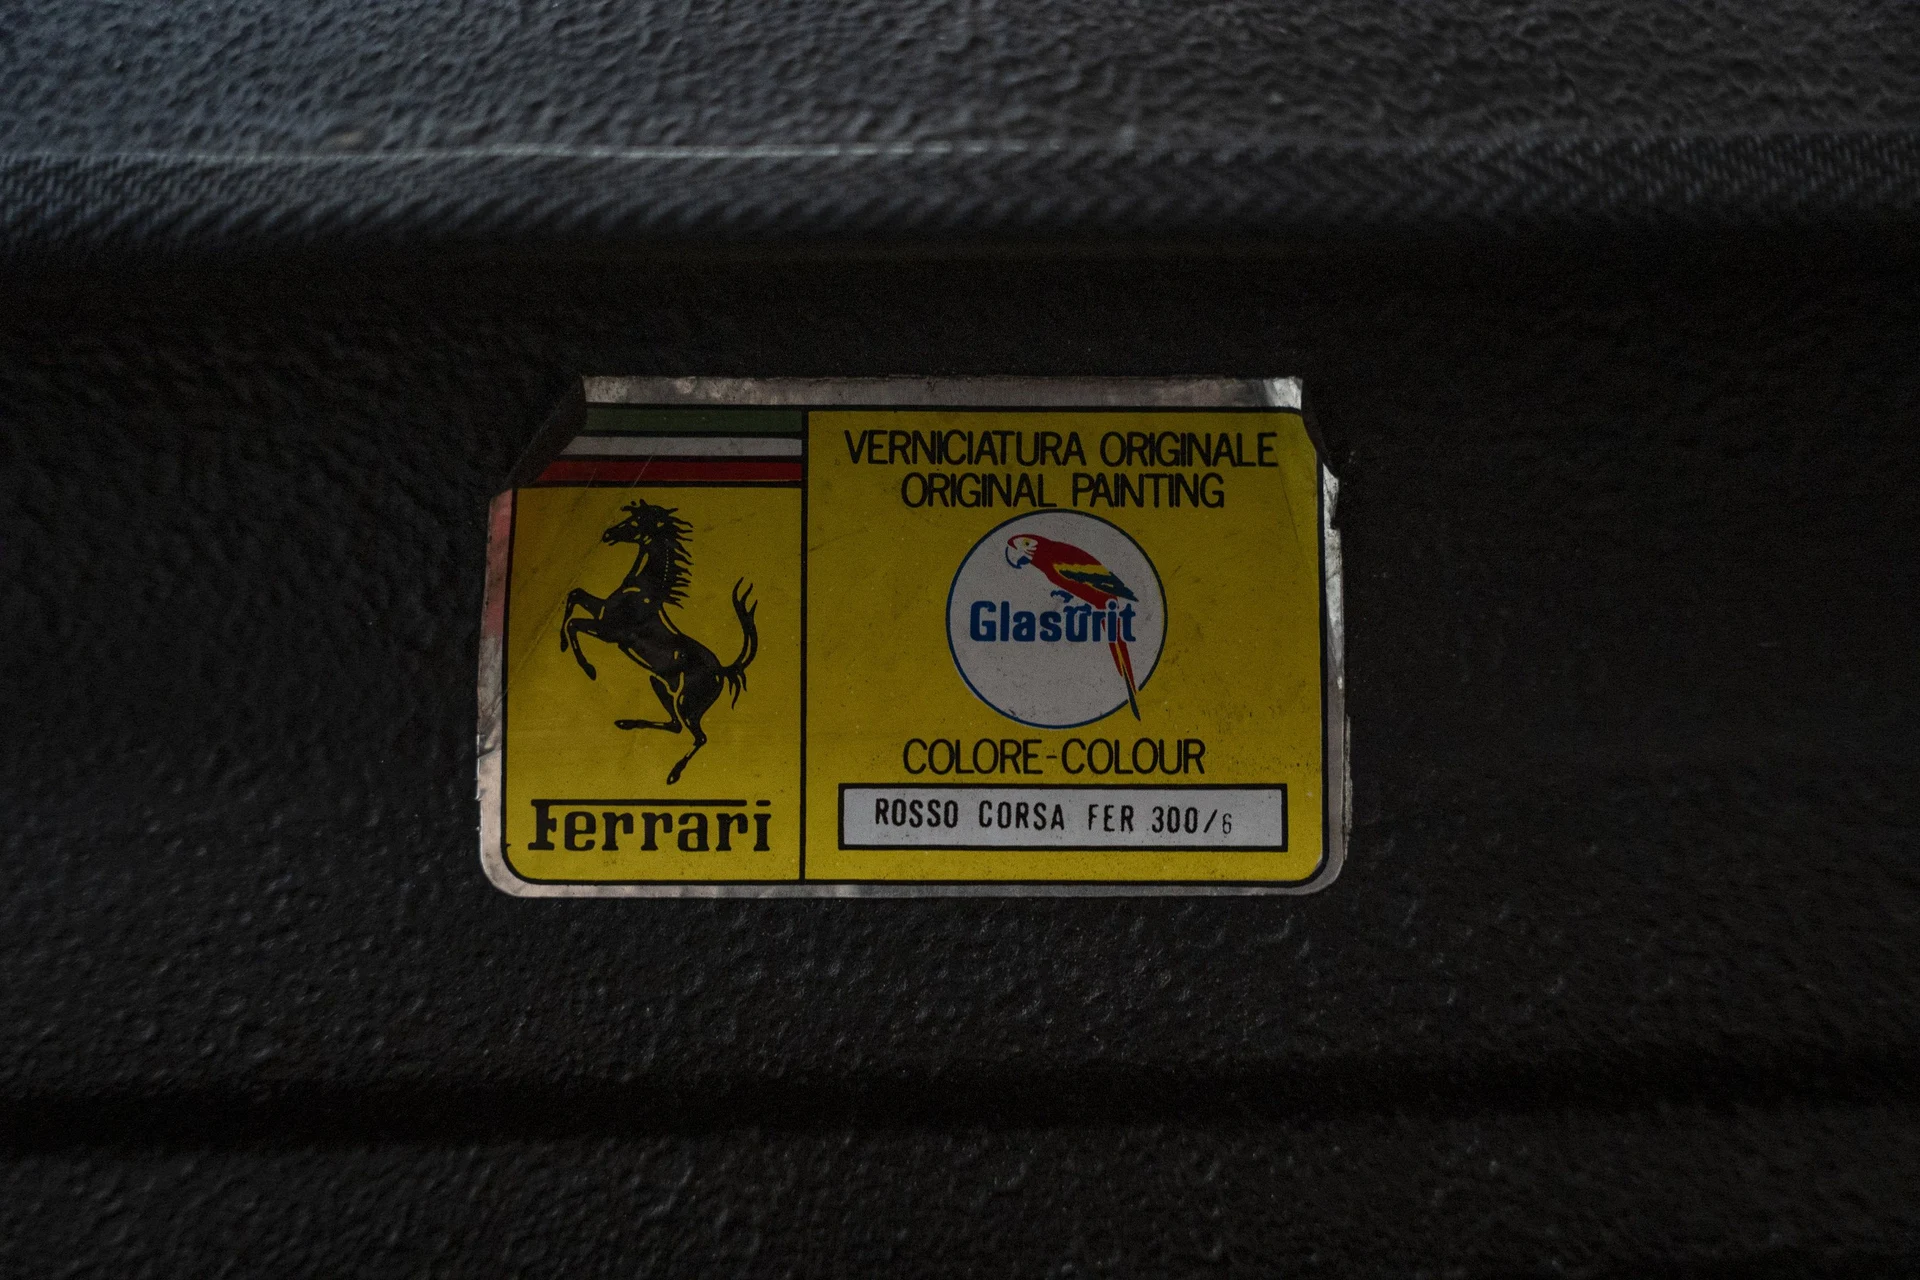 VERNICIATURA ORIGINALE
ORIGINAL PAINTING
Glasurit
COLORE-COLOUR
ROSSO CORSA FER 300/6
Ferrari